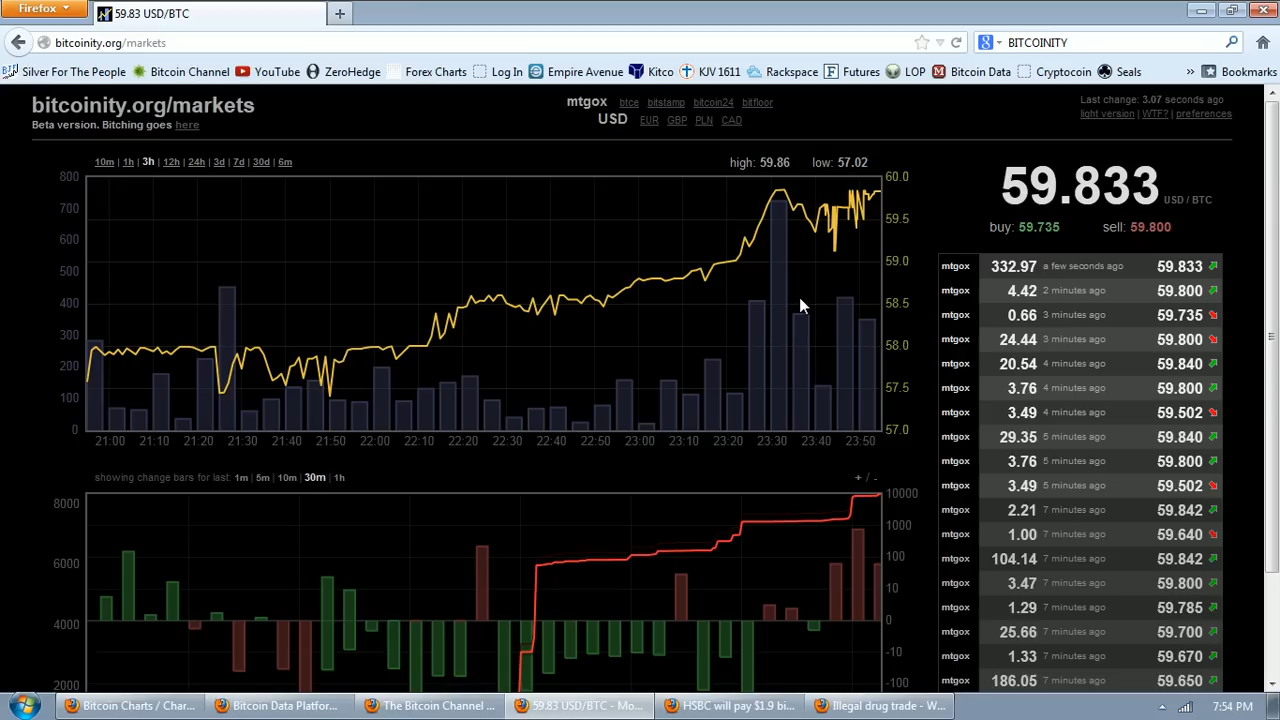 Firefox
59.83 USD/BTC
bitcoinity.org/markets
BITCOINITY
Silver For The People
Bitcoin Channel
YouTube
ZeroHedge
Forex Charts
Log In
Empire Avenue
Kitco
KJV 1611
Rackspace
Futures
LOP
Bitcoin Data
Cryptocoin
Seals
»
Bookmarks
bitcoinity.org/markets
Beta version. Bitching goes here
mtgox btce bitstamp bitcoin24 bitfloor
USD EUR GBP PLN CAD
Last change: 3.07 seconds ago
light version | WTF? | preferences
10m | 1h | 3h | 12h | 24h | 3d | 7d | 30d | 6m
high: 59.86 low: 57.02
800
700
600
500
400
300
200
100
0
60.0
59.5
59.0
58.5
58.0
57.5
57.0
21:00 21:10 21:20 21:30 21:40 21:50 22:00 22:10 22:20 22:30 22:40 22:50 23:00 23:10 23:20 23:30 23:40 23:50
showing change bars for last: 1m | 5m | 10m | 30m | 1h
+ / -
8000
6000
4000
2000
10000
1000
100
10
0
-10
-100
59.833 USD / BTC
buy: 59.735 sell: 59.800
mtgox 332.97 a few seconds ago 59.833
mtgox 4.42 2 minutes ago 59.800
mtgox 0.66 3 minutes ago 59.735
mtgox 24.44 3 minutes ago 59.800
mtgox 20.54 4 minutes ago 59.840
mtgox 3.76 4 minutes ago 59.800
mtgox 3.49 4 minutes ago 59.502
mtgox 29.35 5 minutes ago 59.840
mtgox 3.76 5 minutes ago 59.800
mtgox 3.49 5 minutes ago 59.502
mtgox 2.21 7 minutes ago 59.842
mtgox 1.00 7 minutes ago 59.640
mtgox 104.14 7 minutes ago 59.842
mtgox 3.47 7 minutes ago 59.800
mtgox 1.29 7 minutes ago 59.785
mtgox 25.66 7 minutes ago 59.700
mtgox 1.33 7 minutes ago 59.670
mtgox 186.05 7 minutes ago 59.650
Bitcoin Charts / Char...
Bitcoin Data Platfor...
The Bitcoin Channel ...
59.83 USD/BTC - Mo...
HSBC will pay $1.9 bi...
Illegal drug trade - W...
7:54 PM